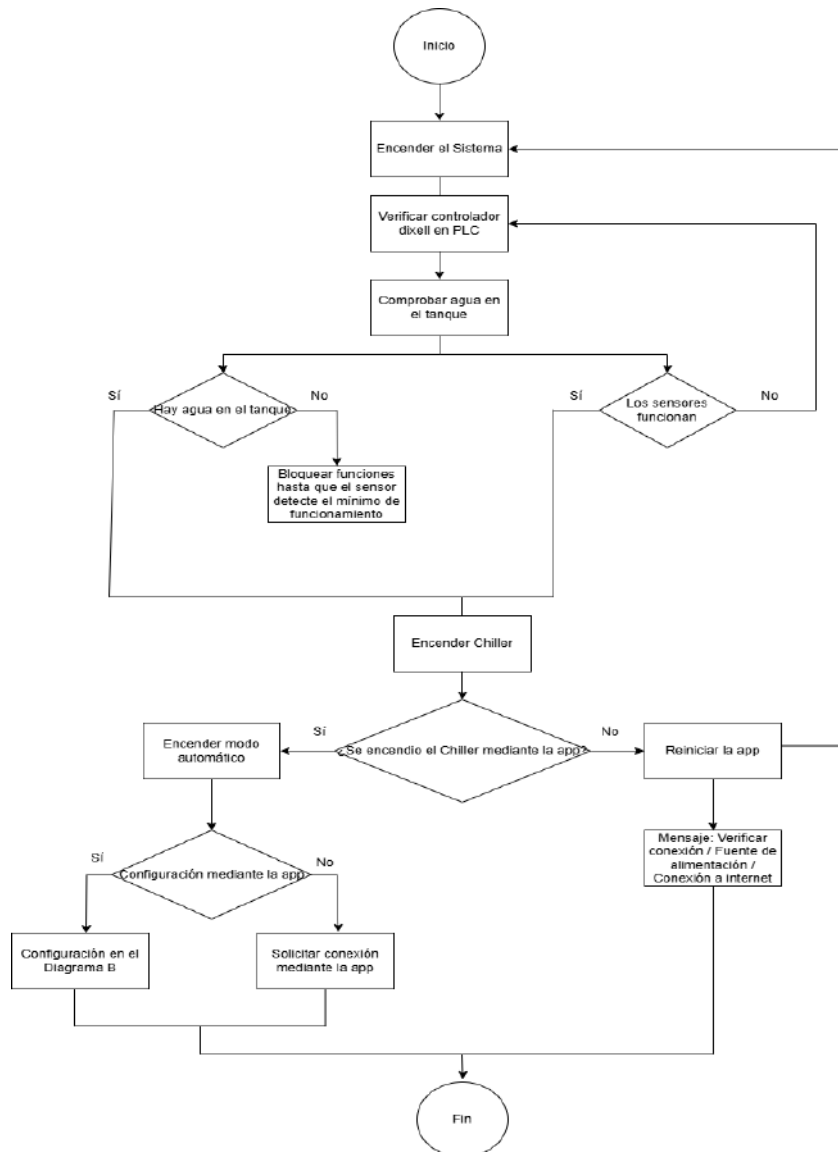 Inicio
Encender el Sistema
Verificar controlador
dixell en PLC
Comprobar agua en
el tanque
Sí
Hay agua en el tanque
No
Sí
Los sensores
funcionan
No
Bloquear funciones
hasta que el sensor
detecte el mínimo de
funcionamiento
Encender Chiller
Encender modo
automático
Sí
¿Se encendio el Chiller mediante la app?
No
Reiniciar la app
Mensaje: Verificar
conexión / Fuente de
alimentación /
Conexión a internet
Sí
Configuración mediante la app
No
Configuración en el
Diagrama B
Solicitar conexión
mediante la app
Fin